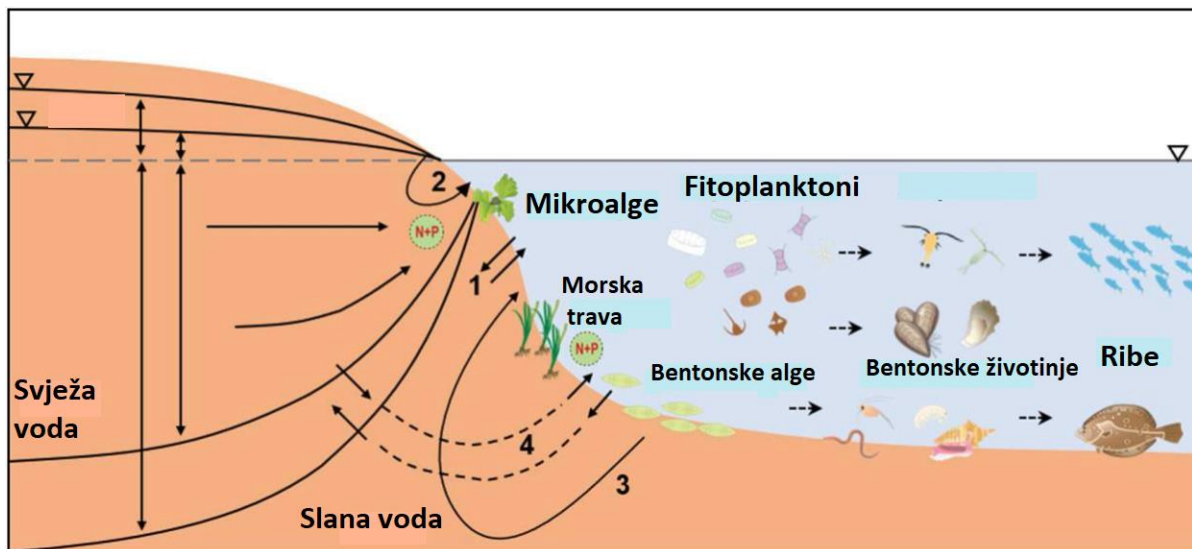 Fitoplanktoni
2
Mikroalge
N+P
1
Morska
trava
N+P
Ribe
Bentonske alge
Bentonske životinje
Svježa
voda
4
3
Slana voda